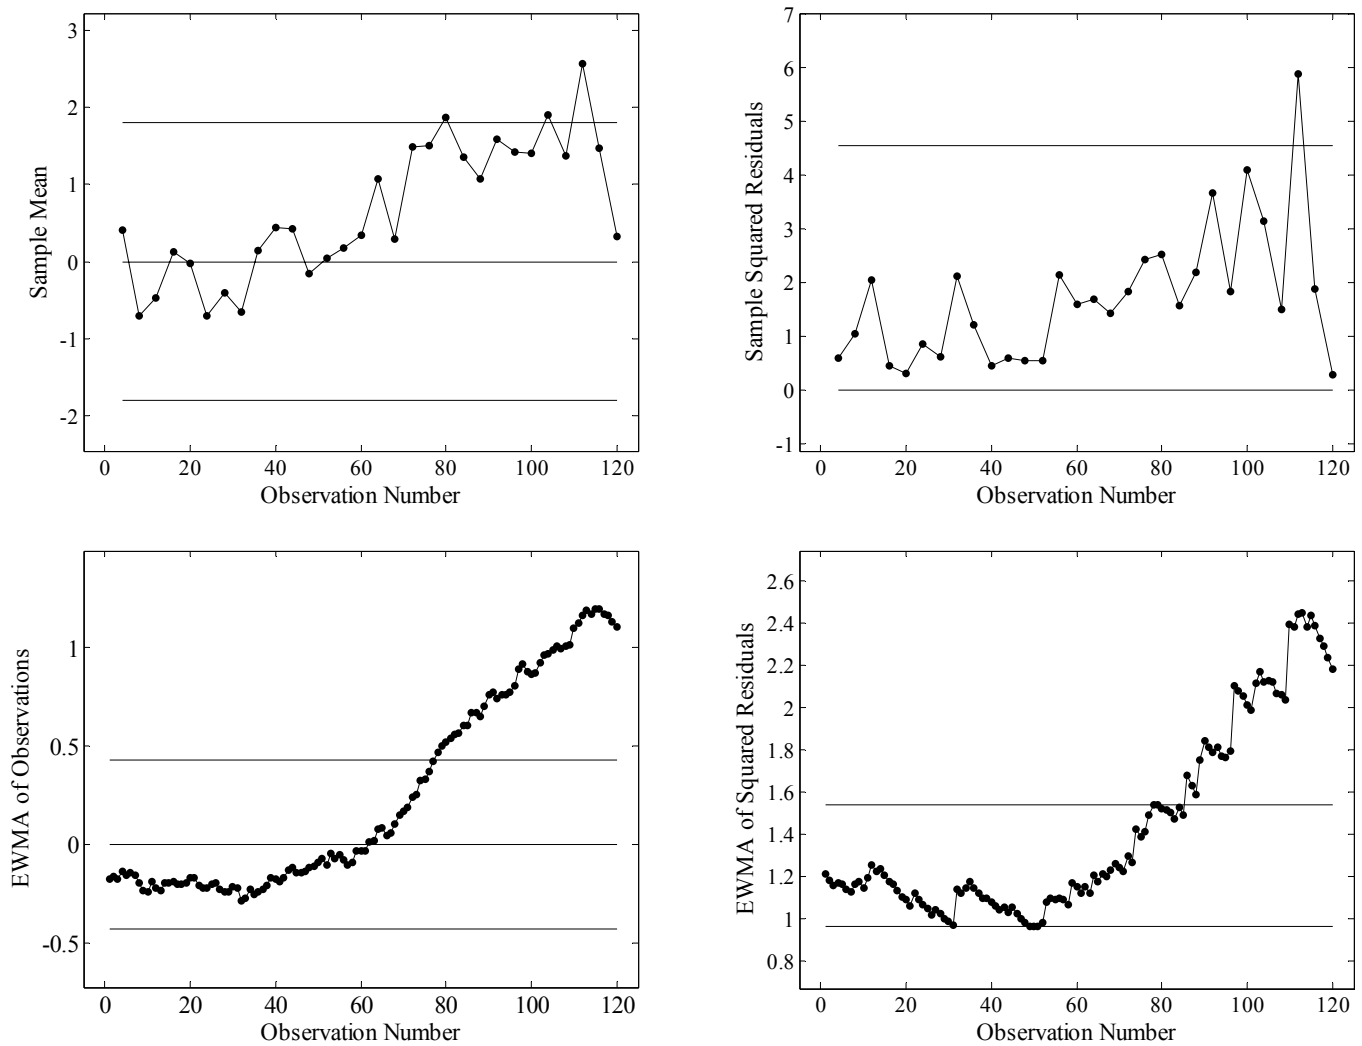 3
2
1
0
-1
-2
Sample Mean
0 20 40 60 80 100 120
Observation Number
7
6
5
4
3
2
1
0
-1
Sample Squared Residuals
0 20 40 60 80 100 120
Observation Number
1
0.5
0
-0.5
EWMA of Observations
0 20 40 60 80 100 120
Observation Number
2.6
2.4
2.2
2
1.8
1.6
1.4
1.2
1
0.8
EWMA of Squared Residuals
0 20 40 60 80 100 120
Observation Number